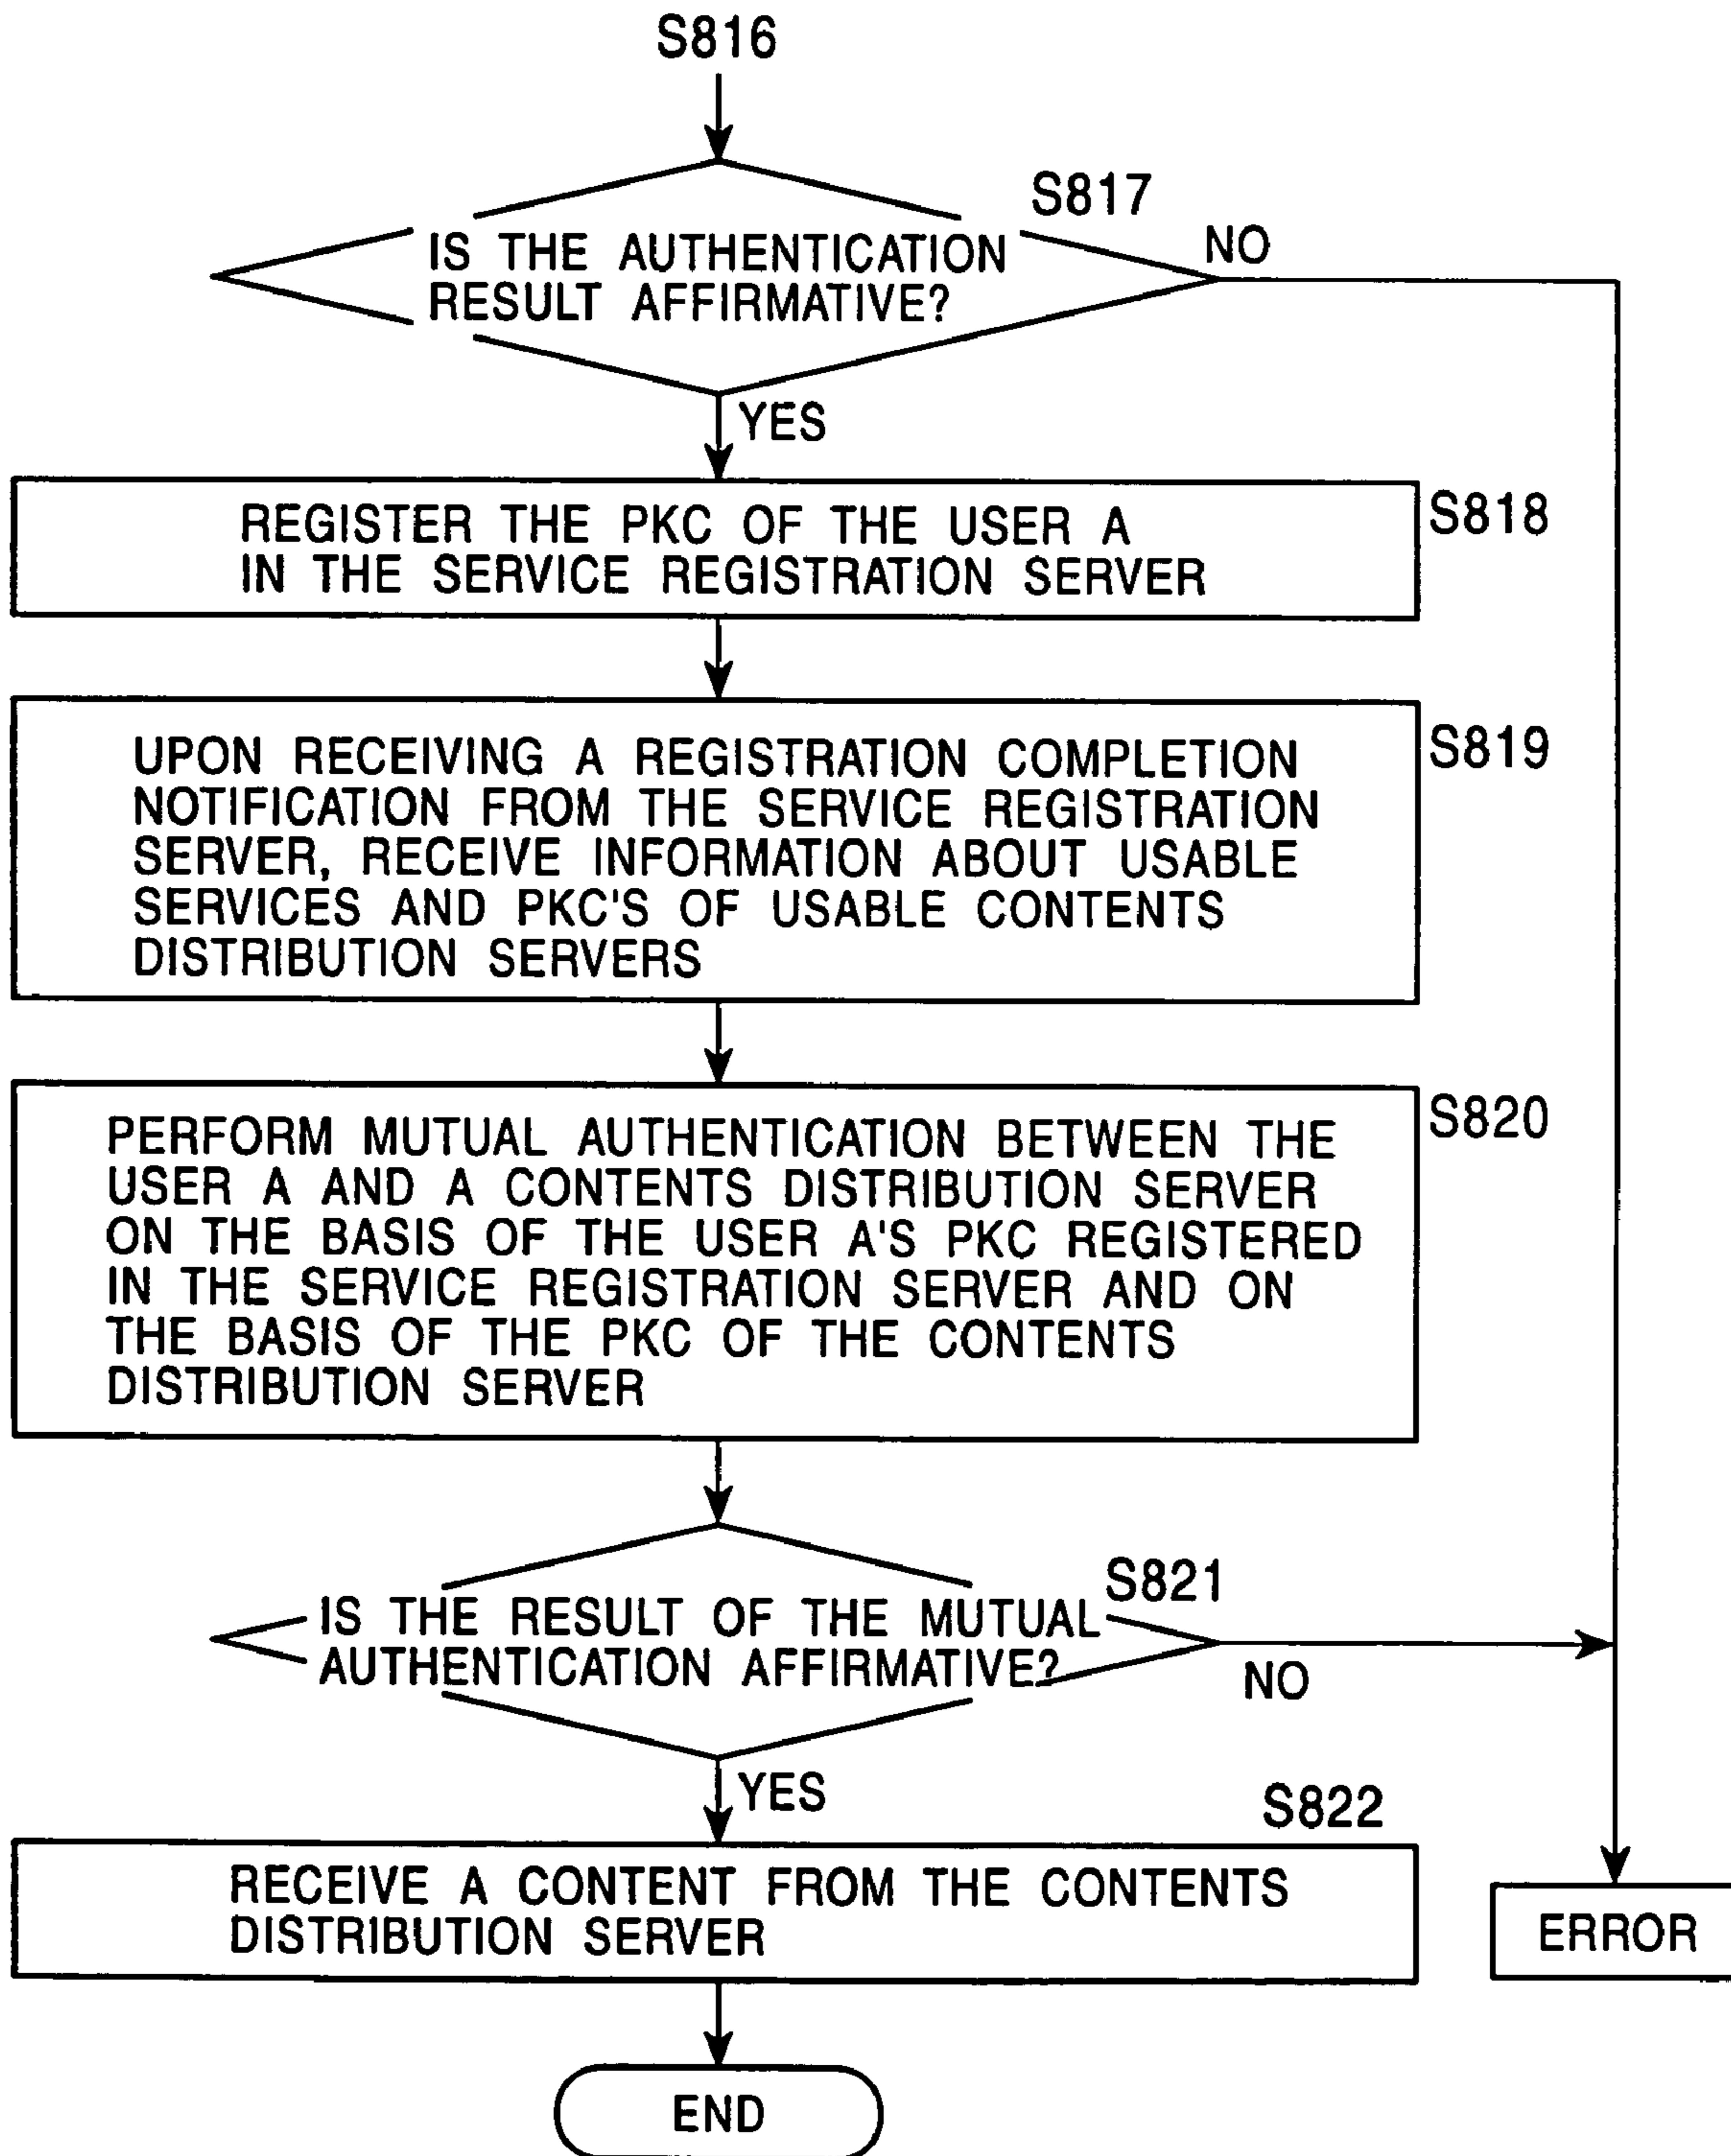 S816
S817
IS THE AUTHENTICATION
RESULT AFFIRMATIVE?
NO
YES
REGISTER THE PKC OF THE USER A
IN THE SERVICE REGISTRATION SERVER
S818
UPON RECEIVING A REGISTRATION COMPLETION
NOTIFICATION FROM THE SERVICE REGISTRATION
SERVER, RECEIVE INFORMATION ABOUT USABLE
SERVICES AND PKC'S OF USABLE CONTENTS
DISTRIBUTION SERVERS
S819
PERFORM MUTUAL AUTHENTICATION BETWEEN THE
USER A AND A CONTENTS DISTRIBUTION SERVER
ON THE BASIS OF THE USER A'S PKC REGISTERED
IN THE SERVICE REGISTRATION SERVER AND ON
THE BASIS OF THE PKC OF THE CONTENTS
DISTRIBUTION SERVER
S820
S821
IS THE RESULT OF THE MUTUAL
AUTHENTICATION AFFIRMATIVE?
NO
YES
S822
RECEIVE A CONTENT FROM THE CONTENTS
DISTRIBUTION SERVER
ERROR
END